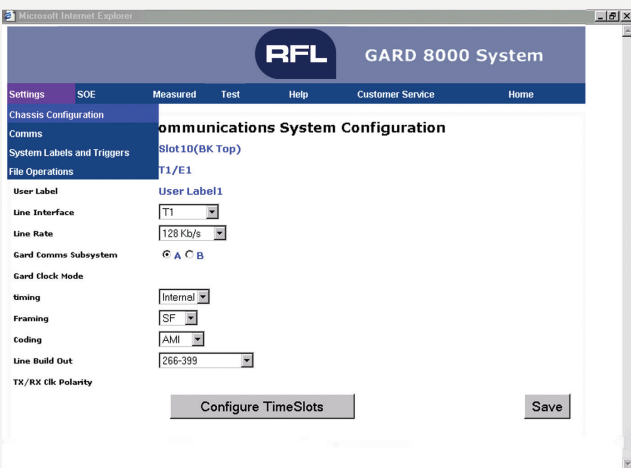 Microsoft Internet Explorer
RFL GARD 8000 System
Settings SOE Measured Test Help Customer Service Home
Chassis Configuration
Comms
System Labels and Triggers
File Operations
ommunications System Configuration
Slot10(BK Top)
T1/E1
User Label User Label1
Line Interface T1
Line Rate 128 Kb/s
Gard Comms Subsystem A B
Gard Clock Mode
timing Internal
Framing SF
Coding AMI
Line Build Out 266-399
TX/RX Clk Polarity
Configure TimeSlots Save